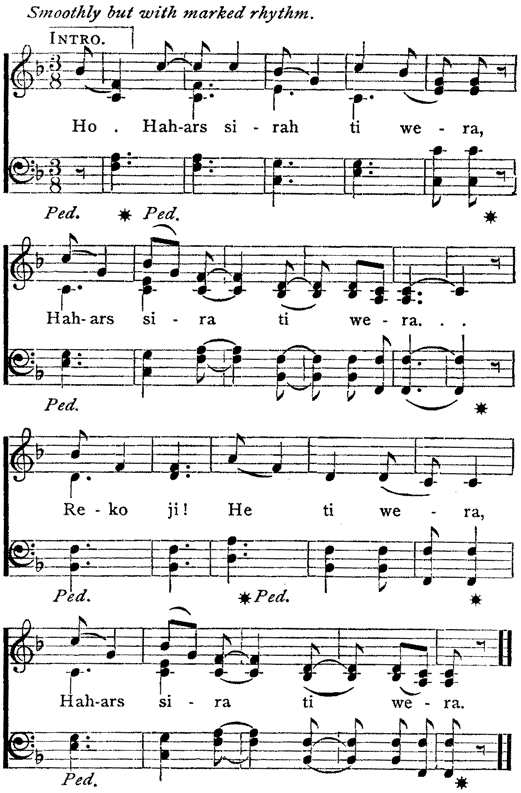 Smoothly but with marked rhythm.
INTRO.
3 8
Ho . Hah-ars si - rah ti we - ra,
3 8
Ped. * Ped. *
Hah-ars si - ra ti we - ra. . .
Ped. *
Re - ko ji! He ti we - ra,
Ped. * Ped. *
Hah-ars si - ra ti we - ra.
Ped. *